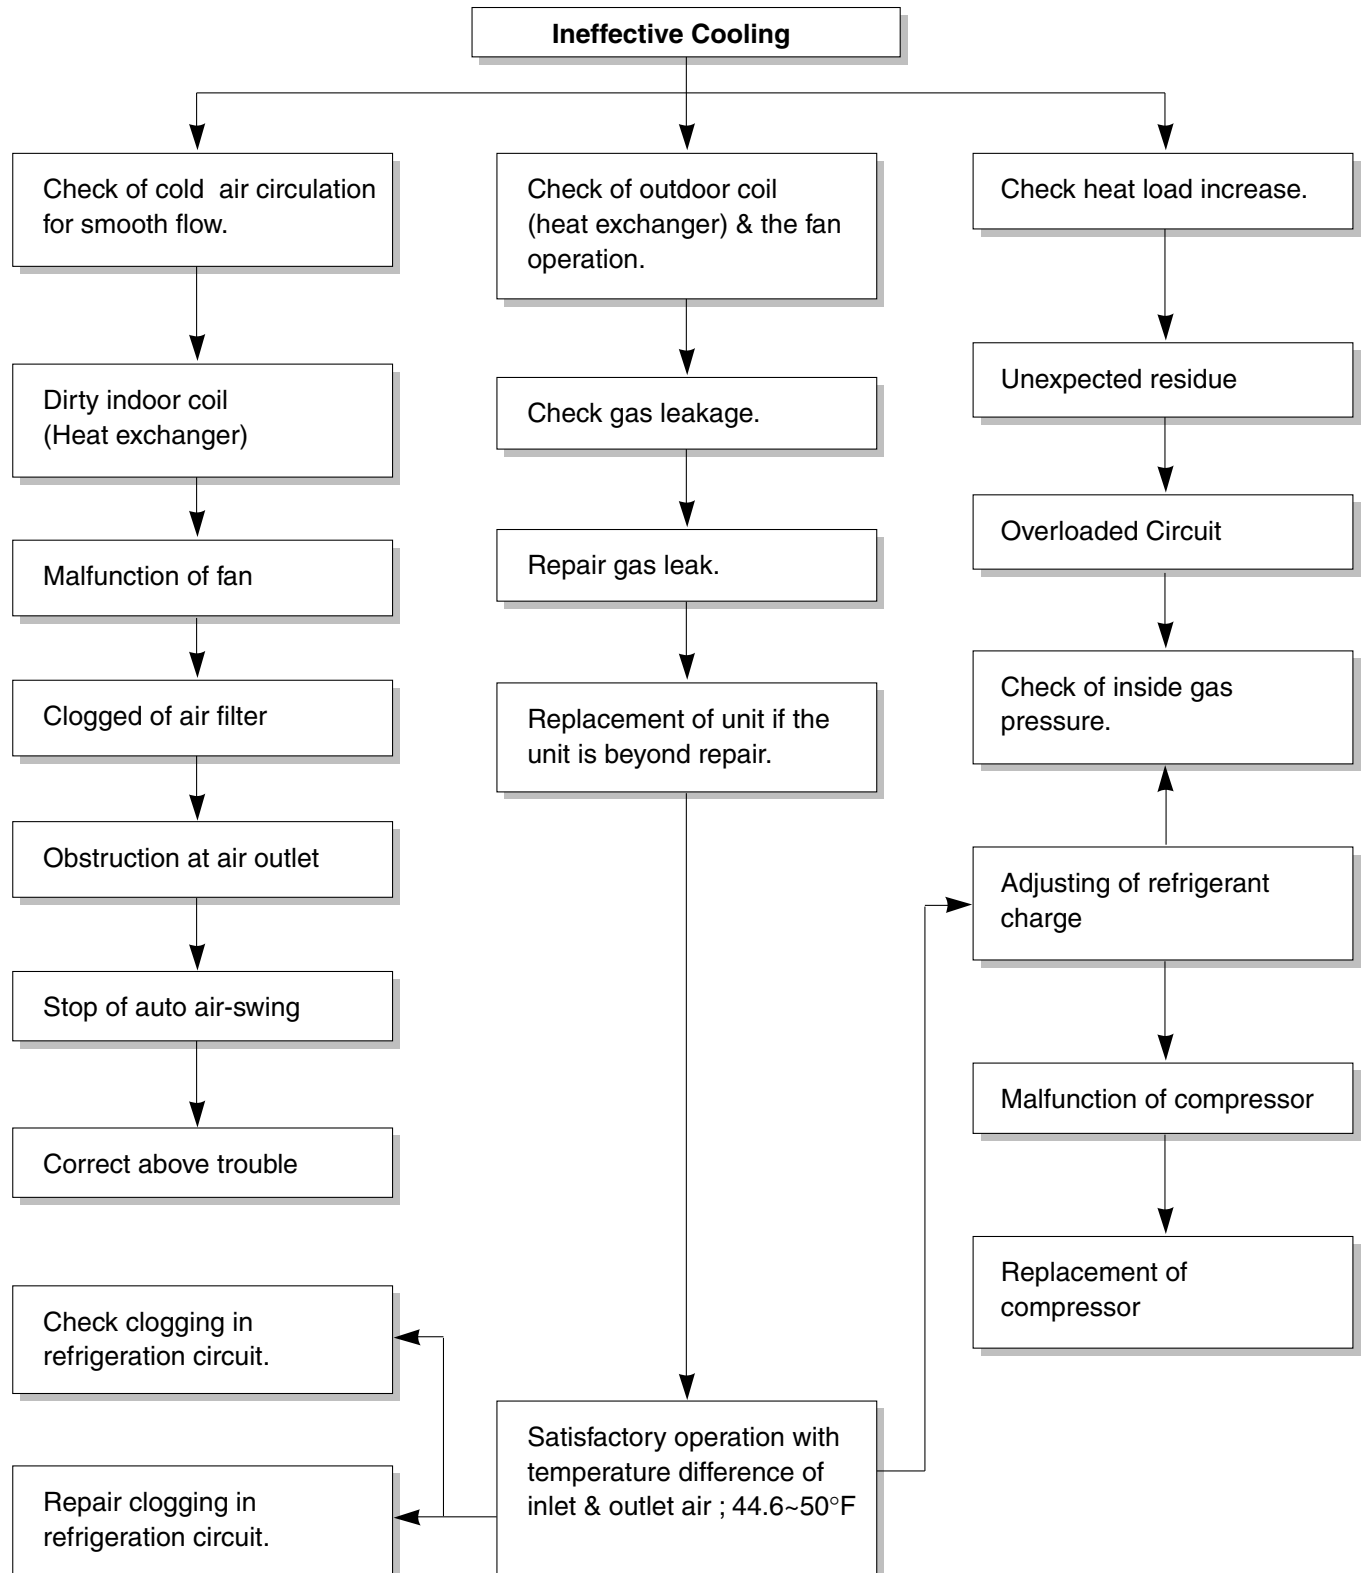 Ineffective Cooling
Check of cold air circulation
for smooth flow.
Dirty indoor coil
(Heat exchanger)
Malfunction of fan
Clogged of air filter
Obstruction at air outlet
Stop of auto air-swing
Correct above trouble
Check clogging in
refrigeration circuit.
Repair clogging in
refrigeration circuit.
Check of outdoor coil
(heat exchanger) & the fan
operation.
Check gas leakage.
Repair gas leak.
Replacement of unit if the
unit is beyond repair.
Satisfactory operation with
temperature difference of
inlet & outlet air ; 44.6~50°F
Check heat load increase.
Unexpected residue
Overloaded Circuit
Check of inside gas
pressure.
Adjusting of refrigerant
charge
Malfunction of compressor
Replacement of
compressor